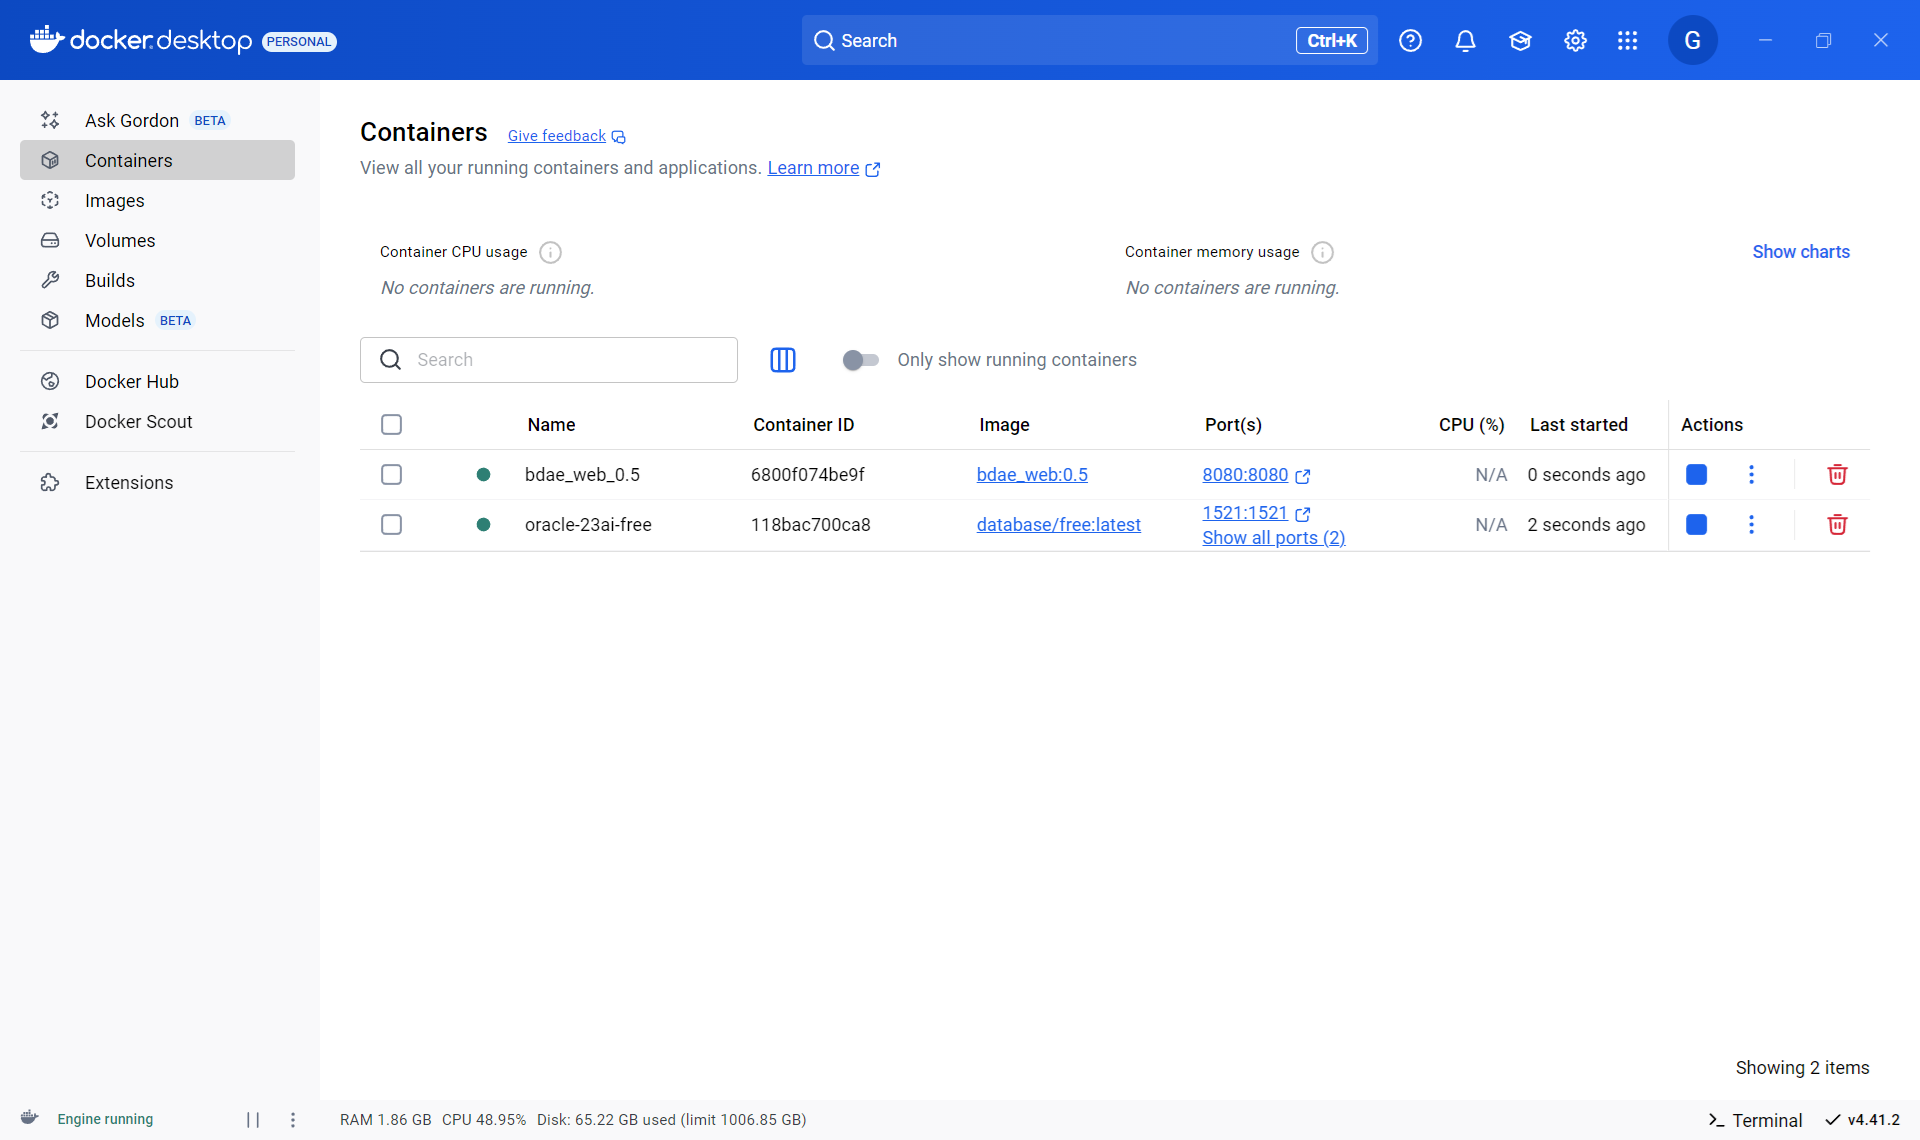 docker.desktop PERSONAL
Search Ctrl+K
G
Ask Gordon BETA
Containers
Images
Volumes
Builds
Models BETA
Docker Hub
Docker Scout
Extensions
Containers Give feedback
View all your running containers and applications. Learn more
Container CPU usage
No containers are running.
Container memory usage
No containers are running.
Show charts
Search
Only show running containers
Name Container ID Image Port(s) CPU (%) Last started Actions
bdae_web_0.5 6800f074be9f bdae_web:0.5 8080:8080 N/A 0 seconds ago
oracle-23ai-free 118bac700ca8 database/free:latest 1521:1521 N/A 2 seconds ago
Show all ports (2)
Showing 2 items
Engine running
RAM 1.86 GB CPU 48.95% Disk: 65.22 GB used (limit 1006.85 GB)
Terminal
v4.41.2